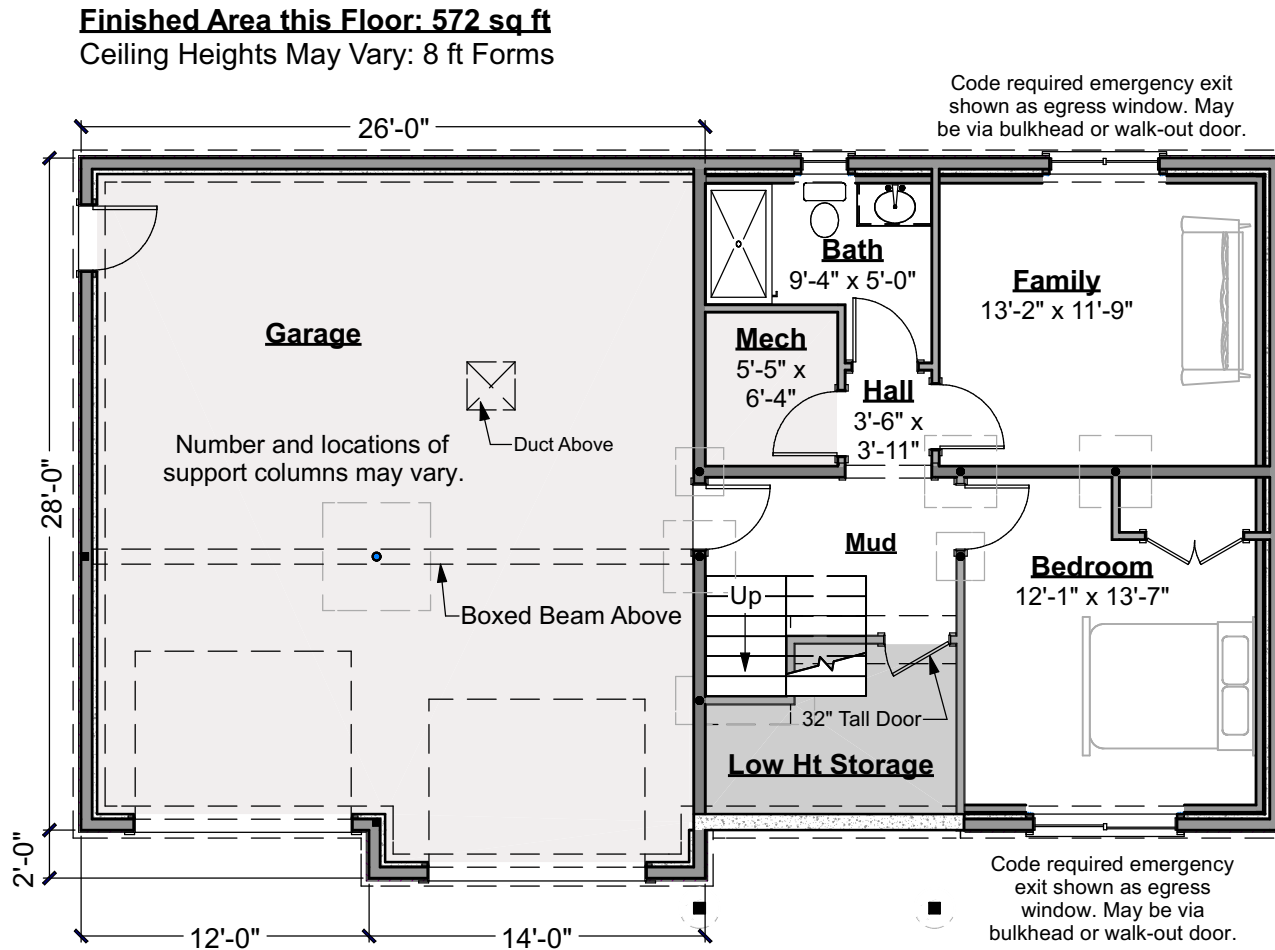 Finished Area this Floor: 572 sq ft
Ceiling Heights May Vary: 8 ft Forms
Code required emergency exit
shown as egress window. May
be via bulkhead or walk-out door.
26'-0"
28'-0"
2'-0"
12'-0"
14'-0"
Garage
Duct Above
Number and locations of
support columns may vary.
Boxed Beam Above
Bath
9'-4" x 5'-0"
Mech
5'-5" x
6'-4"
Hall
3'-6" x
3'-11"
Family
13'-2" x 11'-9"
Mud
Up
Bedroom
12'-1" x 13'-7"
32" Tall Door
Low Ht Storage
Code required emergency
exit shown as egress
window. May be via
bulkhead or walk-out door.